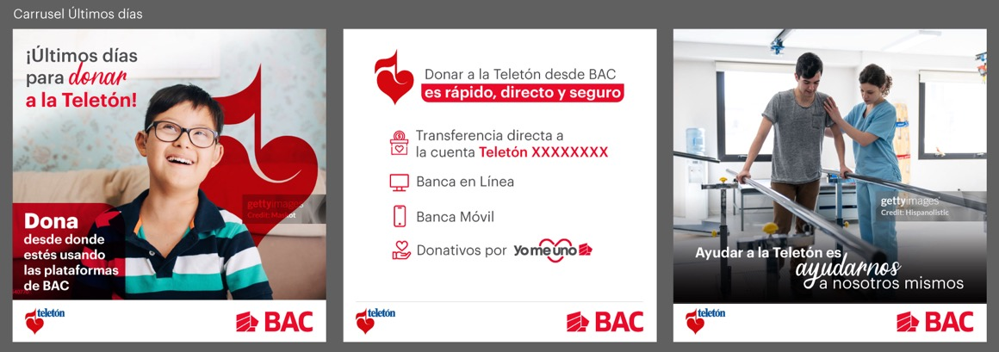 Carrusel Últimos días
¡Últimos días
para donar
a la Teletón!
gettyimages
Dona
desde donde
estés usando
las plataformas
de BAC
teletón
BAC
Donar a la Teletón desde BAC
es rápido, directo y seguro
Transferencia directa a
la cuenta Teletón XXXXXXXX
Banca en Línea
Banca Móvil
Donativos por Yo me uno
teletón
BAC
gettyimages
Credit: Hispanolistic
Ayudar a la Teletón es
ayudarnos
a nosotros mismos
teletón
BAC